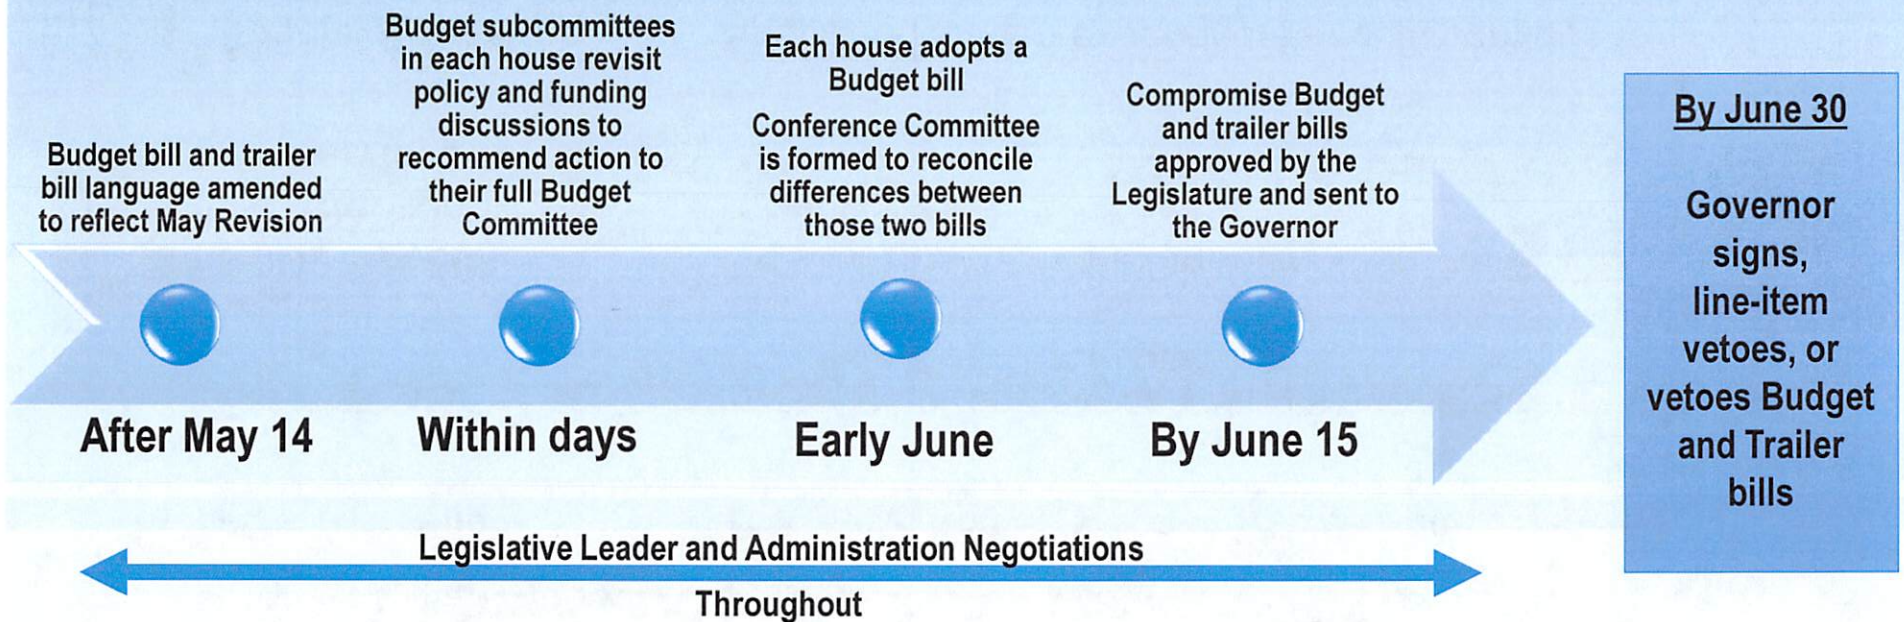 Budget bill and trailer
bill language amended
to reflect May Revision
After May 14
Budget subcommittees
in each house revisit
policy and funding
discussions to
recommend action to
their full Budget
Committee
Within days
Each house adopts a
Budget bill
Conference Committee
is formed to reconcile
differences between
those two bills
Early June
Compromise Budget
and trailer bills
approved by the
Legislature and sent to
the Governor
By June 15
By June 30
Governor
signs,
line-item
vetoes, or
vetoes Budget
and Trailer
bills
Legislative Leader and Administration Negotiations
Throughout